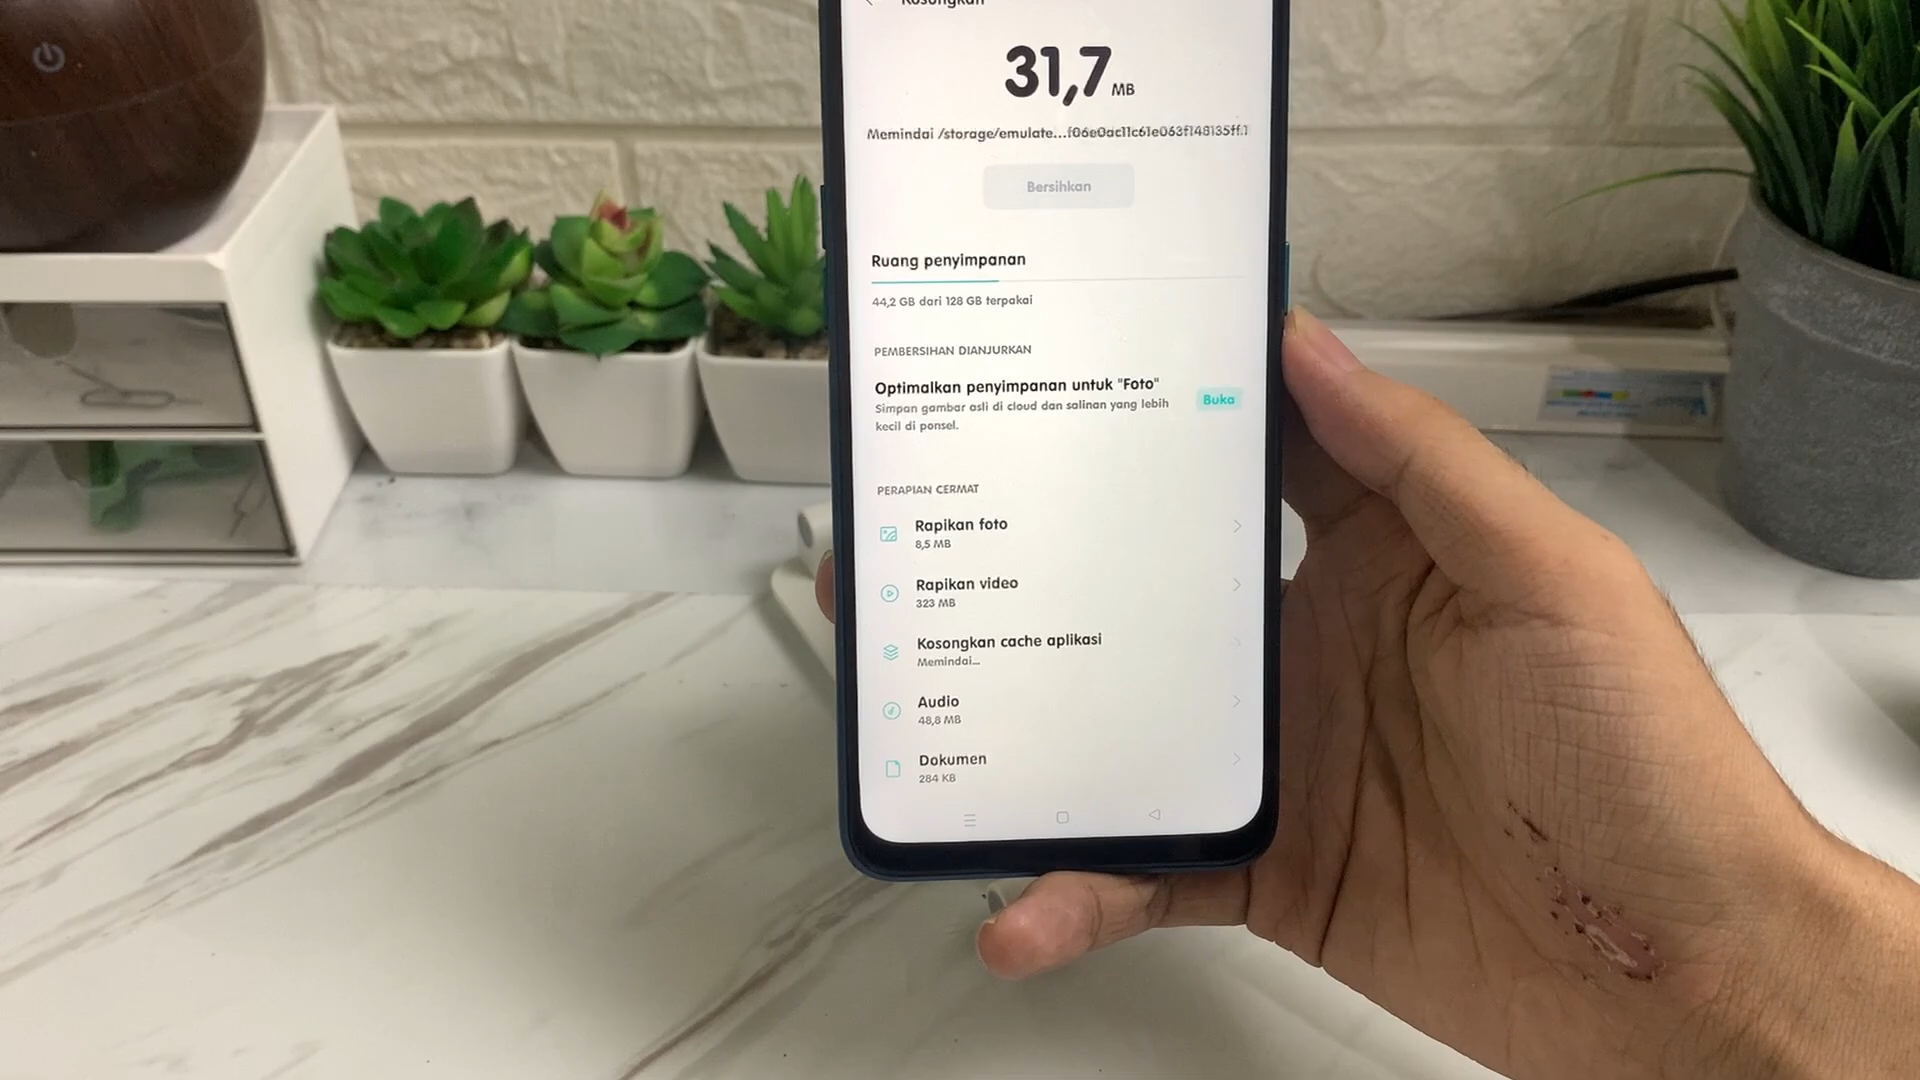 Kosongkan
31,7 MB
Memindai /storage/emulate...f06e0ac11c61e063f148135ff.1
Bersihkan
Ruang penyimpanan
44,2 GB dari 128 GB terpakai
PEMBERSIHAN DIANJURKAN
Optimalkan penyimpanan untuk "Foto"
Simpan gambar asli di cloud dan salinan yang lebih
kecil di ponsel.
Buka
PERAPIAN CERMAT
Rapikan foto
8,5 MB
Rapikan video
323 MB
Kosongkan cache aplikasi
Memindai...
Audio
48,8 MB
Dokumen
284 KB